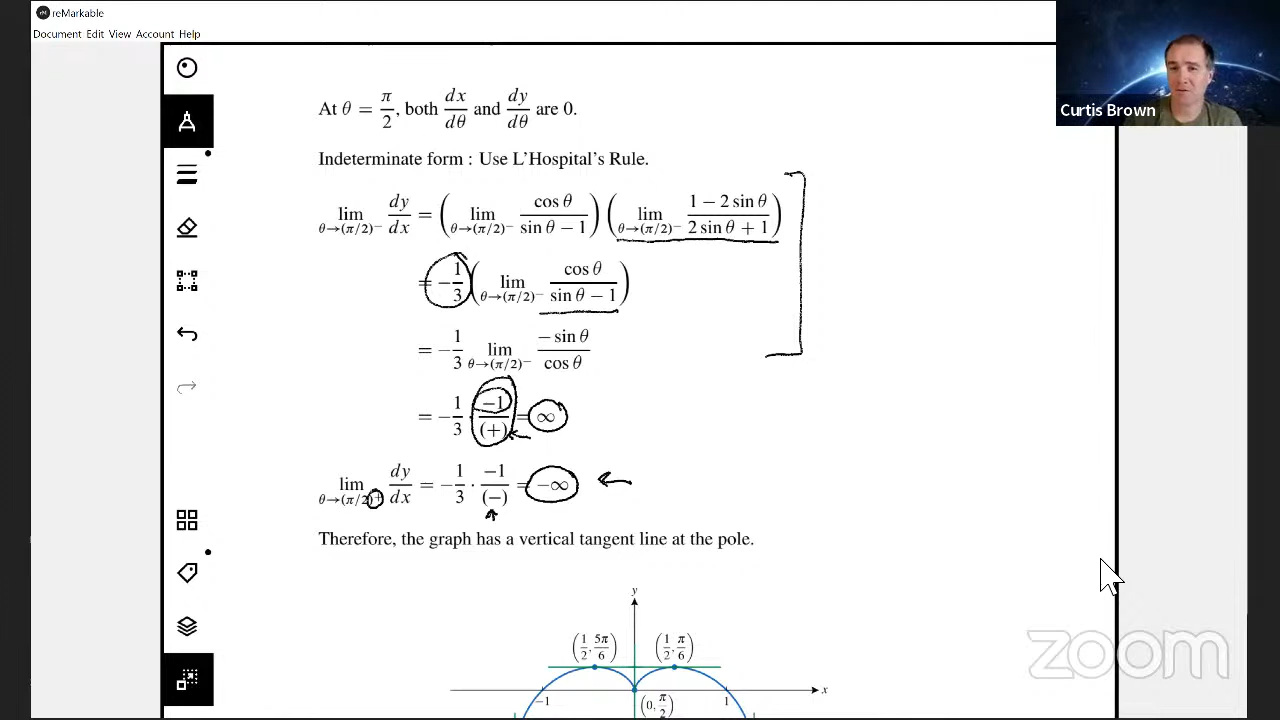 reMarkable
Document Edit View Account Help
Curtis Brown
At θ = π/2, both dx/dθ and dy/dθ are 0.
Indeterminate form : Use L'Hospital's Rule.
lim θ→(π/2)⁻ dy/dx = ( lim θ→(π/2)⁻ cos θ/(sin θ − 1) ) ( lim θ→(π/2)⁻ (1 − 2 sin θ)/(2 sin θ + 1) )
= −1/3 ( lim θ→(π/2)⁻ cos θ/(sin θ − 1) )
= −1/3 lim θ→(π/2)⁻ −sin θ/cos θ
= −1/3 · −1/(+) = ∞
lim θ→(π/2)⁺ dy/dx = −1/3 · −1/(−) = −∞
Therefore, the graph has a vertical tangent line at the pole.
y
(1/2, 5π/6) (1/2, π/6)
x
−1 (0, π/2) 1
zoom